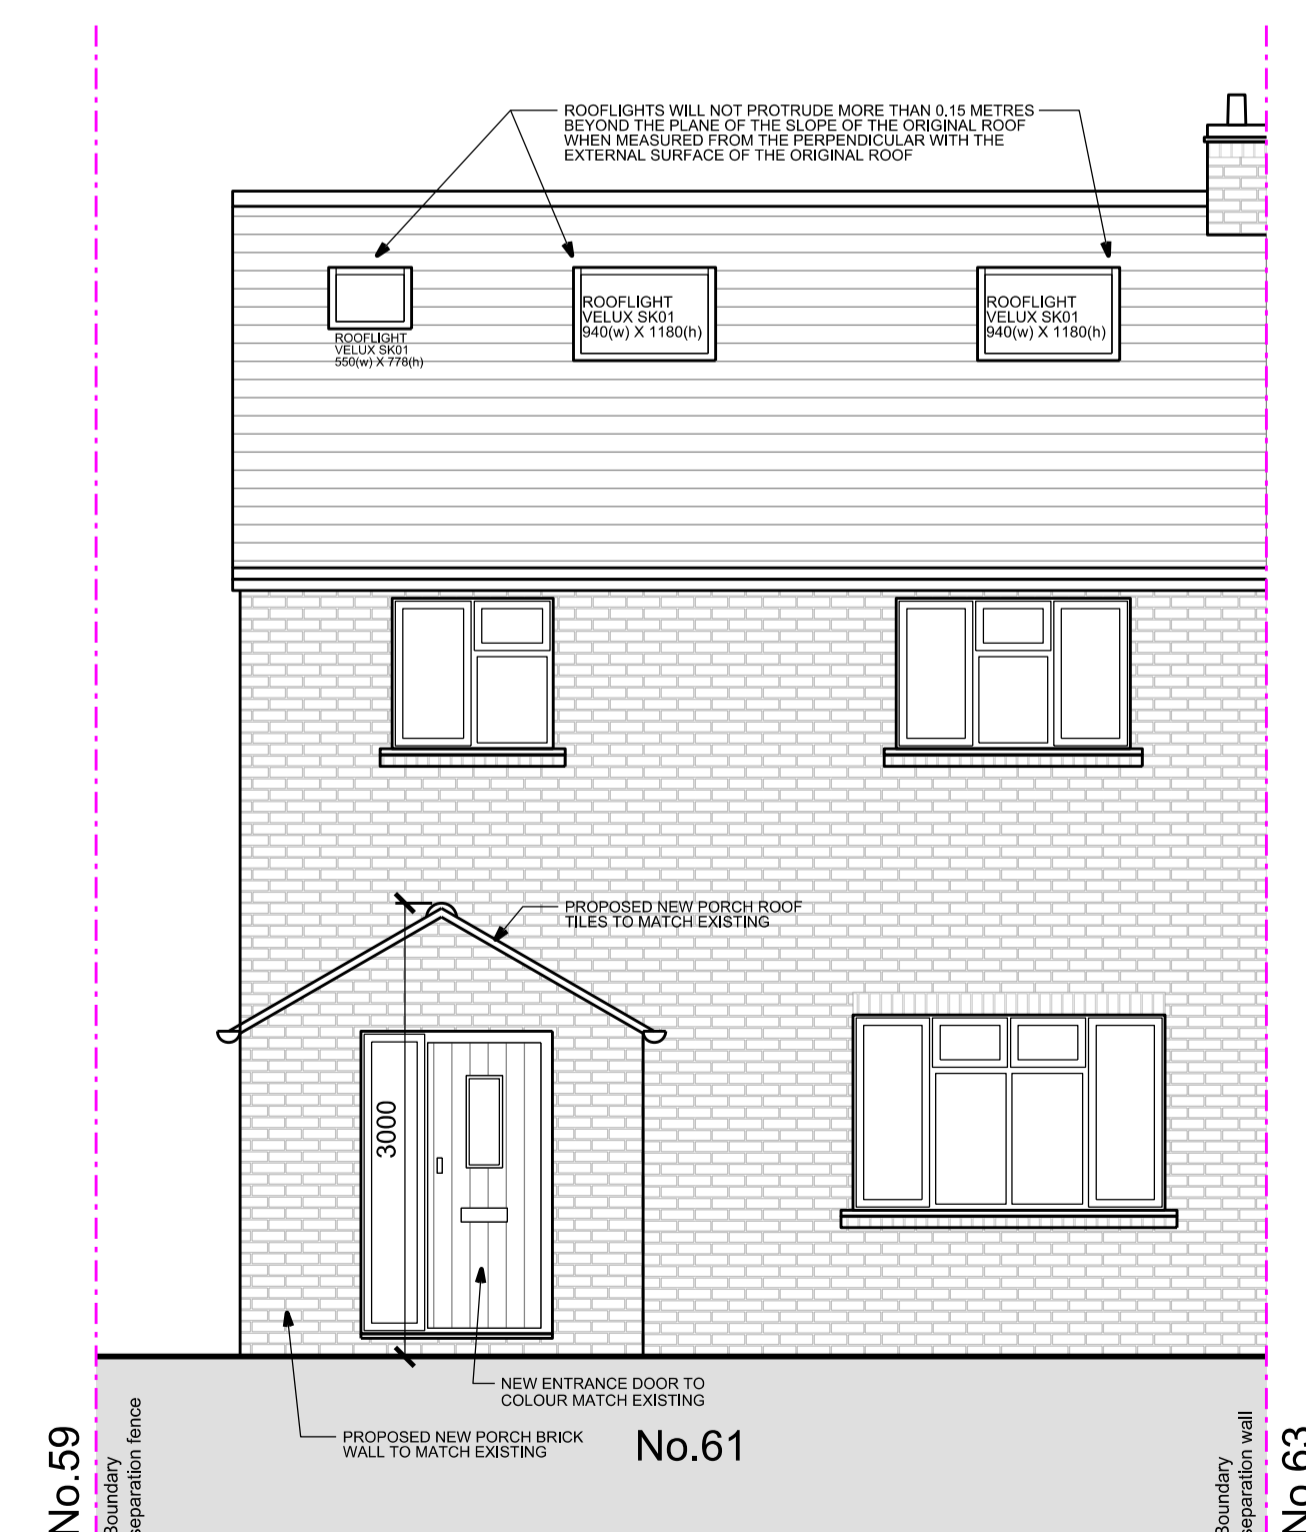 ROOFLIGHTS WILL NOT PROTRUDE MORE THAN 0.15 METRES
BEYOND THE PLANE OF THE SLOPE OF THE ORIGINAL ROOF
WHEN MEASURED FROM THE PERPENDICULAR WITH THE
EXTERNAL SURFACE OF THE ORIGINAL ROOF
ROOFLIGHT
VELUX SK01
550(w) X 778(h)
ROOFLIGHT
VELUX SK01
940(w) X 1180(h)
ROOFLIGHT
VELUX SK01
940(w) X 1180(h)
PROPOSED NEW PORCH ROOF
TILES TO MATCH EXISTING
3000
NEW ENTRANCE DOOR TO
COLOUR MATCH EXISTING
PROPOSED NEW PORCH BRICK
WALL TO MATCH EXISTING
No.61
No.59
Boundary
separation fence
Boundary
separation wall
No.63